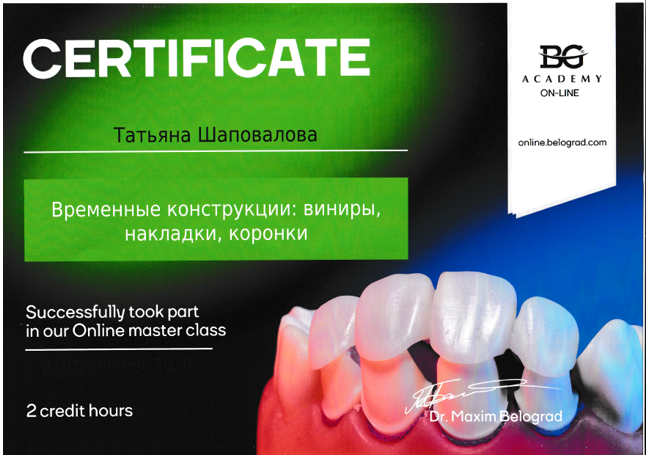 CERTIFICATE
BG
ACADEMY
ON-LINE
online.belograd.com
Татьяна Шаповалова
Временные конструкции: виниры,
накладки, коронки
Successfully took part
in our Online master class
December 2020
2 credit hours
Dr. Maxim Belograd